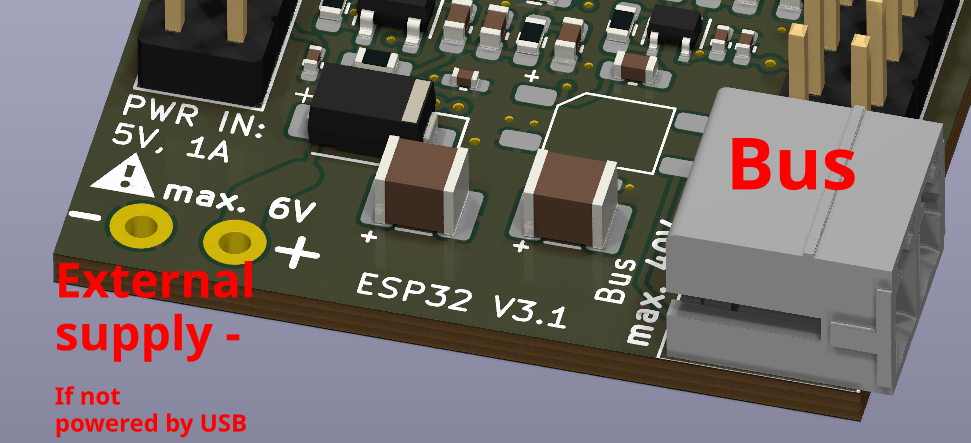 PWR IN:
5V, 1A
max. 6V
-
+
+
+
+
+
ESP32 V3.1
Bus
max. 40V
Bus
External
supply -
If not
powered by USB